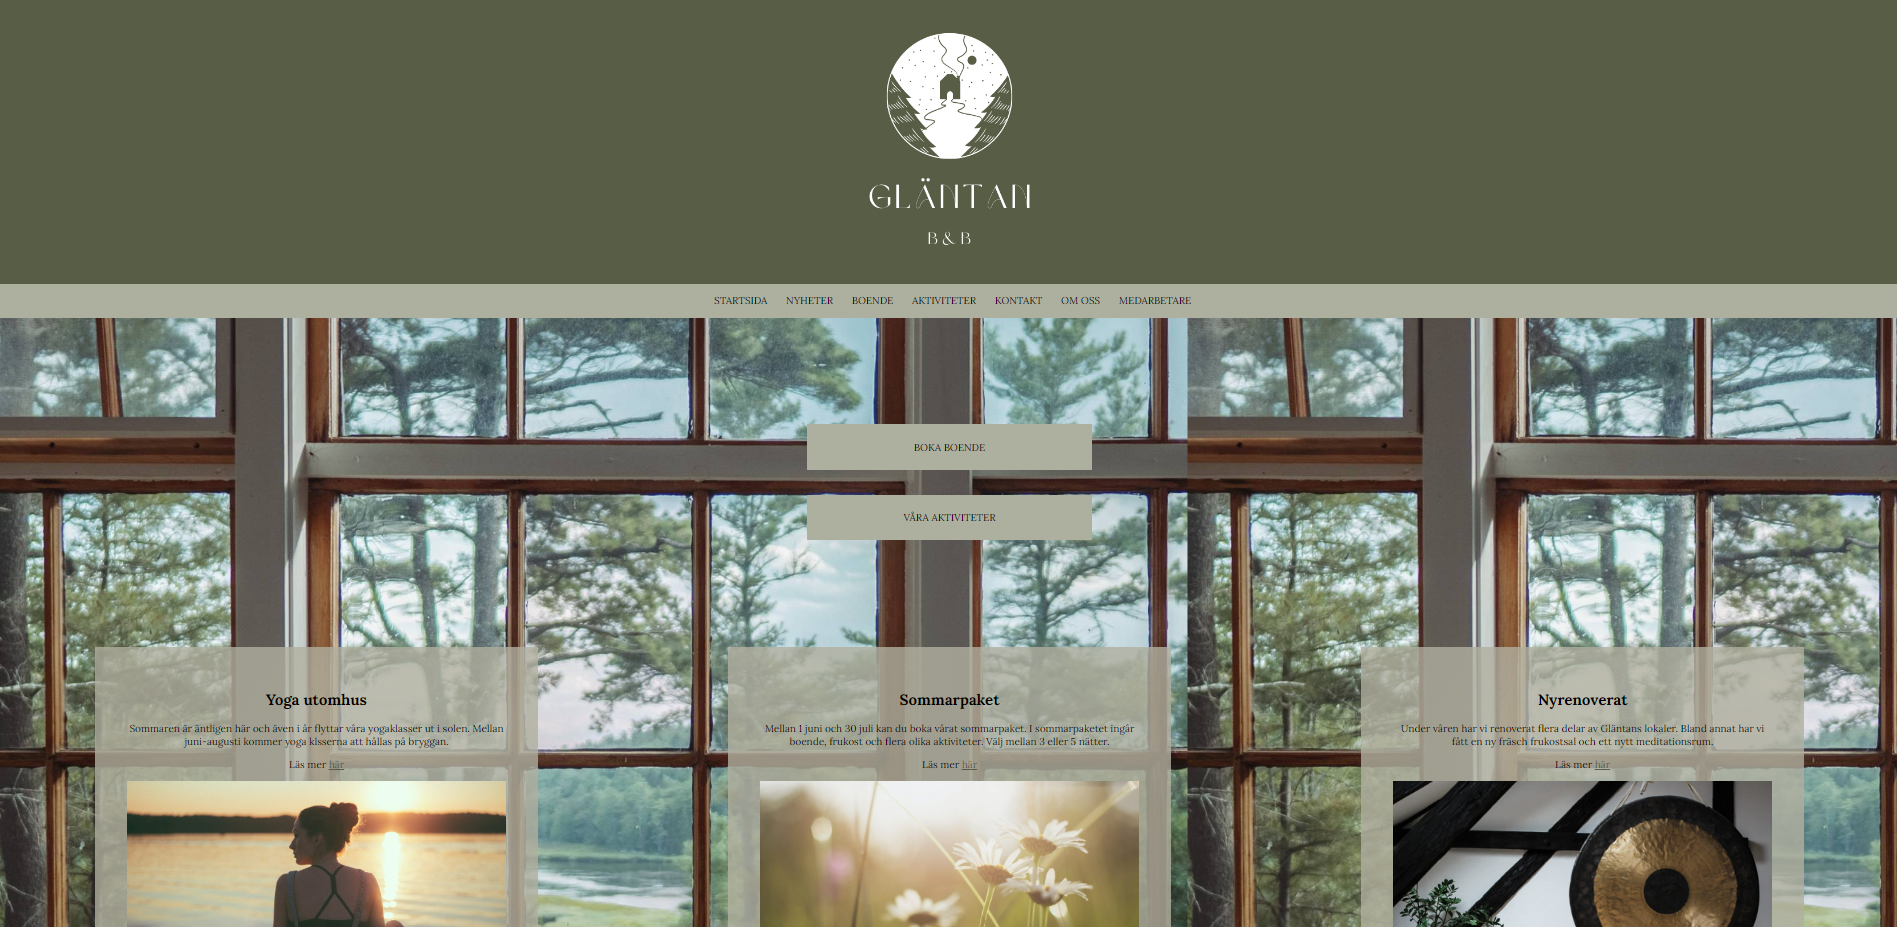 GLÄNTAN
B & B
STARTSIDA NYHETER BOENDE AKTIVITETER KONTAKT OM OSS MEDARBETARE
BOKA BOENDE
VÅRA AKTIVITETER
Yoga utomhus
Sommaren är äntligen här och även i år flyttar våra yogaklasser ut i solen. Mellan
juni-augusti kommer yoga klsserna att hållas på bryggan.
Läs mer här
Sommarpaket
Mellan 1 juni och 30 juli kan du boka vårat sommarpaket. I sommarpaketet ingår
boende, frukost och flera olika aktiviteter. Välj mellan 3 eller 5 nätter.
Läs mer här
Nyrenoverat
Under våren har vi renoverat flera delar av Gläntans lokaler. Bland annat har vi
fått en ny fräsch frukostsal och ett nytt meditationsrum.
Läs mer här